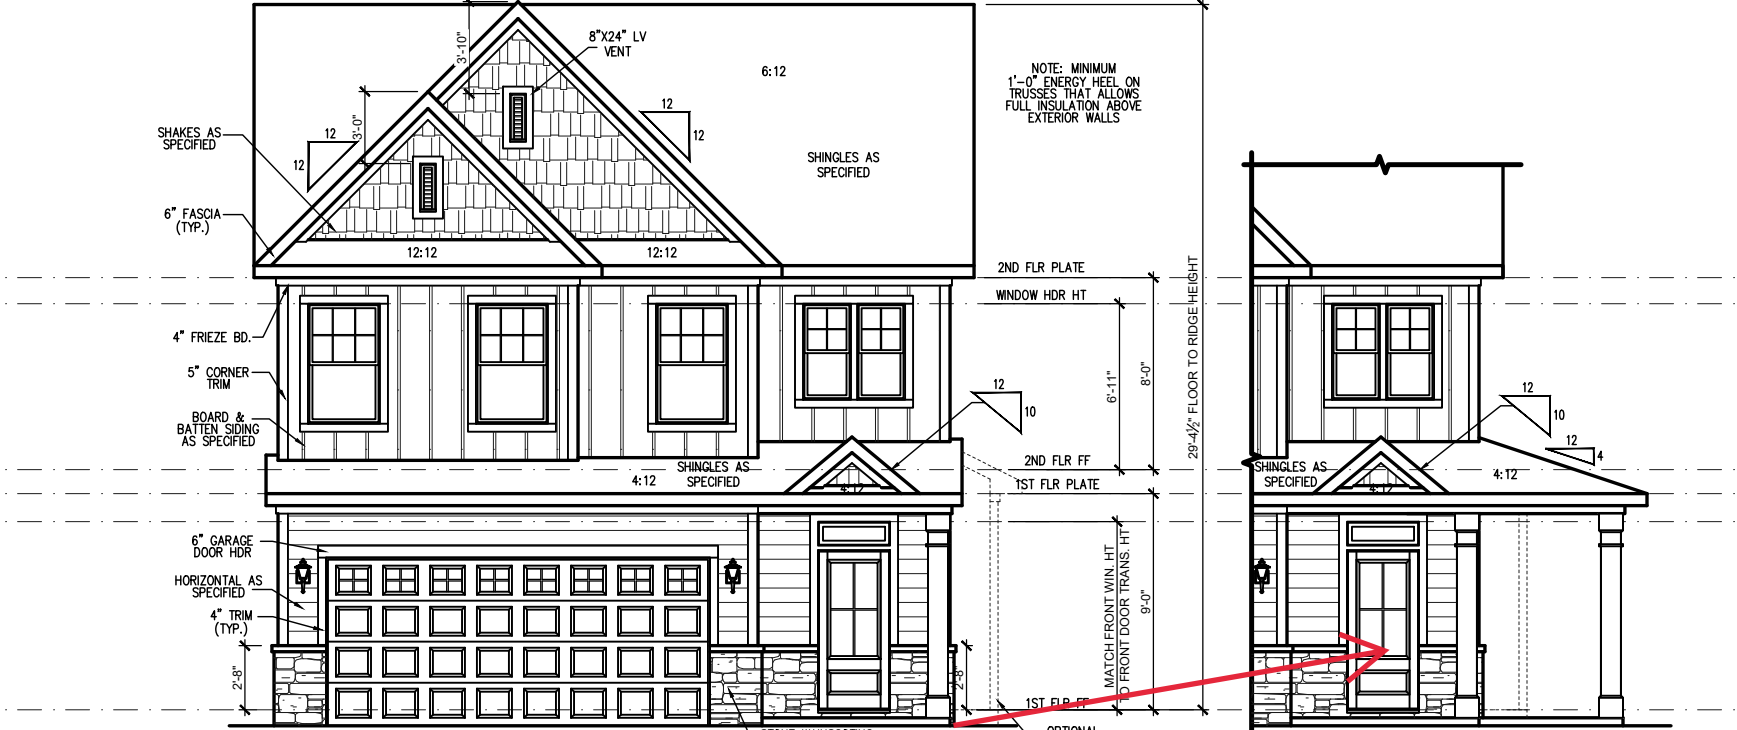 3'-10"
8"X24" LV
VENT
6:12
NOTE: MINIMUM
1'-0" ENERGY HEEL ON
TRUSSES THAT ALLOWS
FULL INSULATION ABOVE
EXTERIOR WALLS
12
12
3'-0"
12
12
SHAKES AS
SPECIFIED
SHINGLES AS
SPECIFIED
6" FASCIA
(TYP.)
12:12
12:12
2ND FLR PLATE
WINDOW HDR HT
29'-4½" FLOOR TO RIDGE HEIGHT
4" FRIEZE BD.
5" CORNER
TRIM
6'-11"
8'-0"
12
10
12
10
BOARD &
BATTEN SIDING
AS SPECIFIED
12
4
2ND FLR FF
SHINGLES AS
SPECIFIED
4:12
4:12
1ST FLR PLATE
SHINGLES AS
SPECIFIED
4:12
4:12
6" GARAGE
DOOR HDR
HORIZONTAL AS
SPECIFIED
4" TRIM
(TYP.)
MATCH FRONT WIN. HT
TO FRONT DOOR TRANS. HT
9'-0"
2'-8"
2'-8"
1ST FLR FF
OPTIONAL